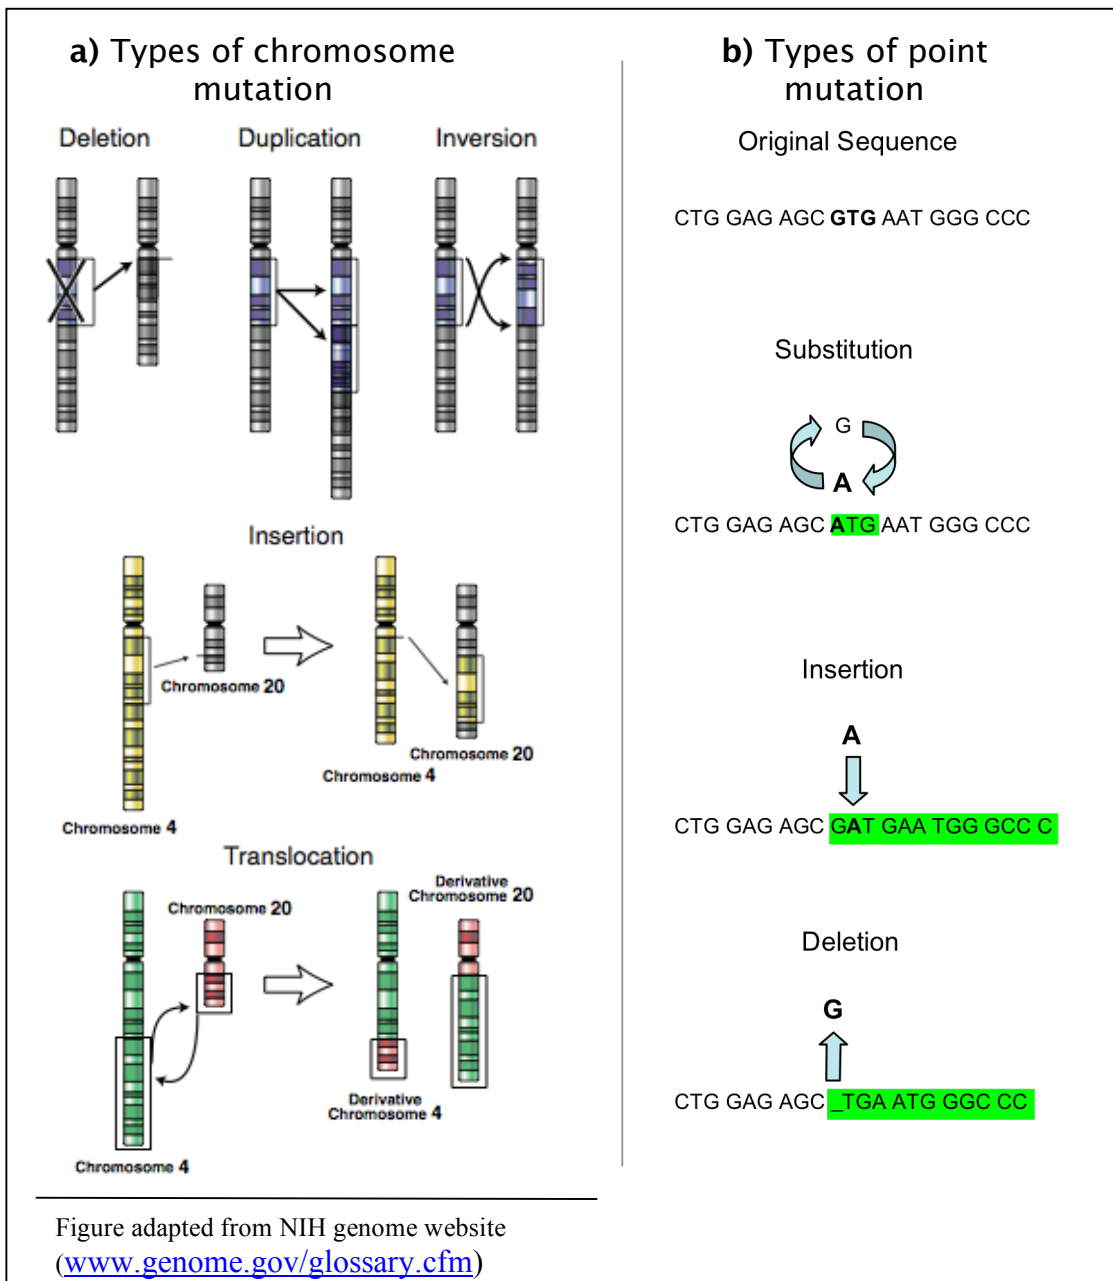 a) Types of chromosome
mutation
Deletion
Duplication
Inversion
Insertion
Chromosome 20
Chromosome 4
Chromosome 20
Chromosome 4
Translocation
Chromosome 20
Derivative
Chromosome 20
Derivative
Chromosome 4
Chromosome 4
Figure adapted from NIH genome website
(www.genome.gov/glossary.cfm)
b) Types of point
mutation
Original Sequence
CTG GAG AGC GTG AAT GGG CCC
Substitution
G
A
CTG GAG AGC ATG AAT GGG CCC
Insertion
A
CTG GAG AGC GAT GAA TGG GCC C
Deletion
G
CTG GAG AGC _TGA ATG GGC CC